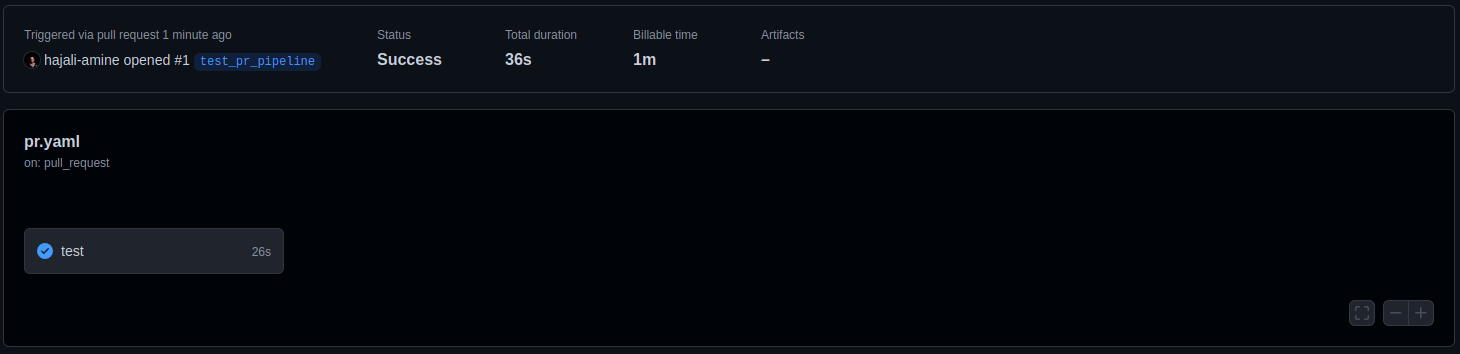 Triggered via pull request 1 minute ago
hajali-amine opened #1 test_pr_pipeline
Status
Success
Total duration
36s
Billable time
1m
Artifacts
–
pr.yaml
on: pull_request
test 26s